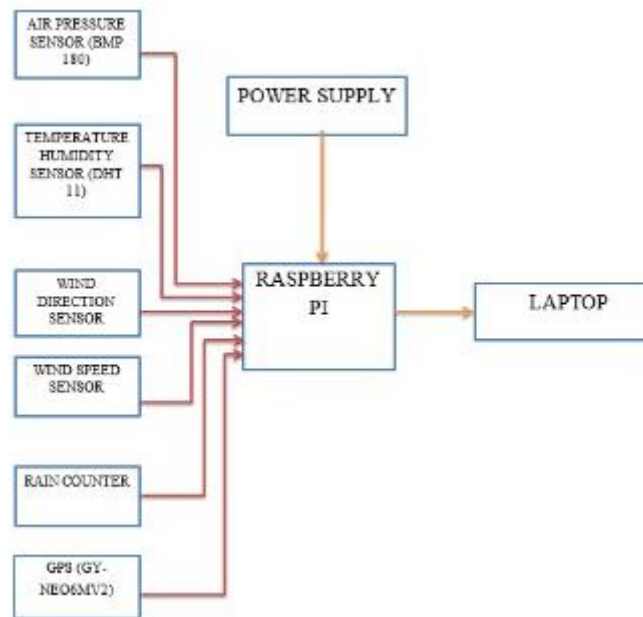 AIR PRESSURE
SENSOR (BMP
180)
POWER SUPPLY
TEMPERATURE
HUMIDITY
SENSOR (DHT
11)
RASPBERRY
PI
WIND
DIRECTION
SENSOR
LAPTOP
WIND SPEED
SENSOR
RAIN COUNTER
GPS (GY-
NEO6MV2)